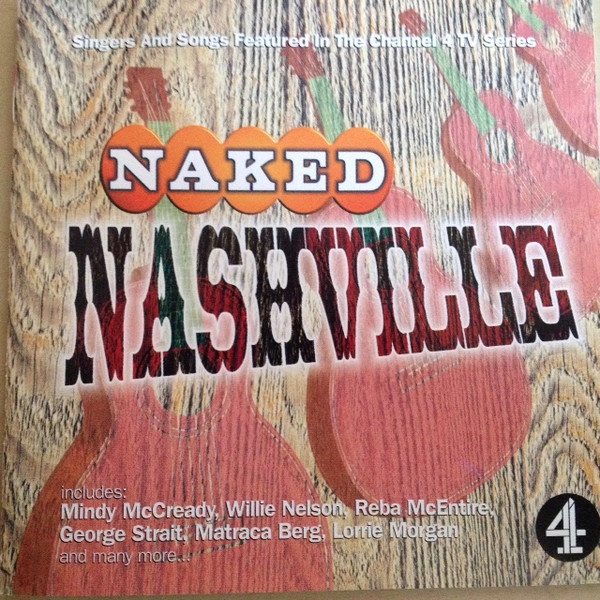 Singers And Songs Featured In The Channel 4 TV Series
NAKED
NASHVILLE
includes:
Mindy McCready, Willie Nelson, Reba McEntire,
George Strait, Matraca Berg, Lorrie Morgan
and many more...
4